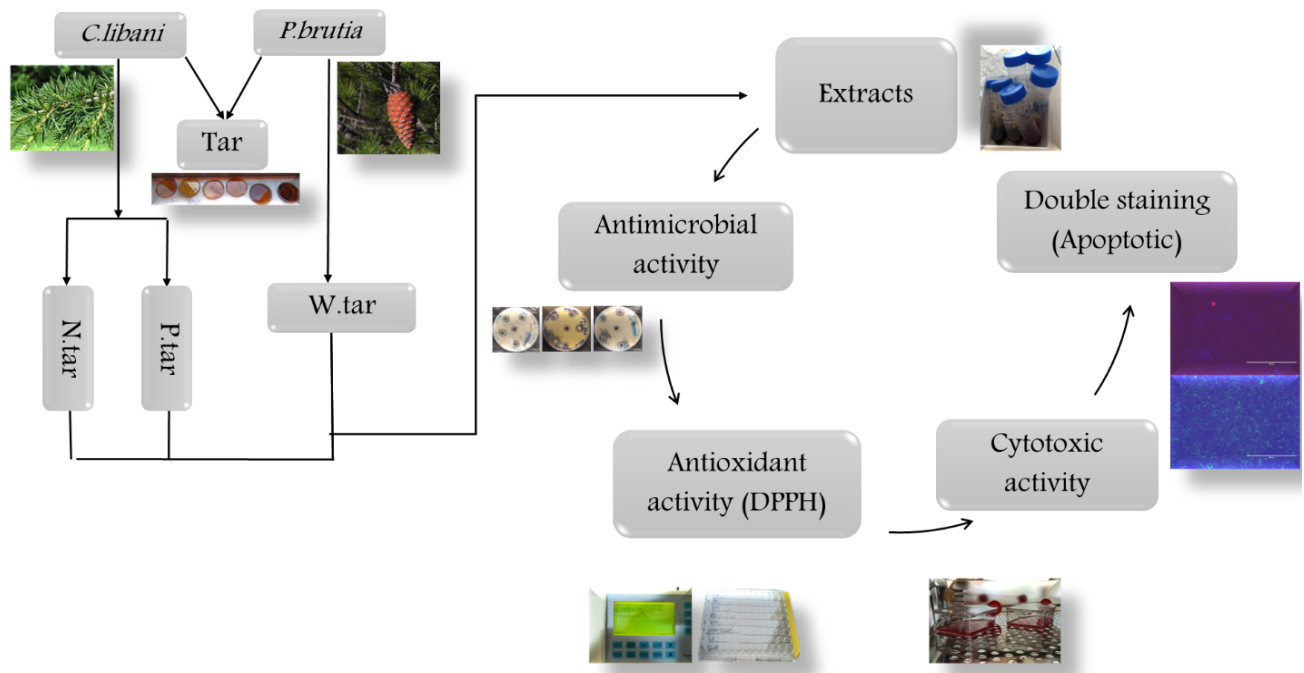 C.libani
P.brutia
Tar
N.tar
P.tar
W.tar
Extracts
Antimicrobial
activity
Antioxidant
activity (DPPH)
Cytotoxic
activity
Double staining
(Apoptotic)